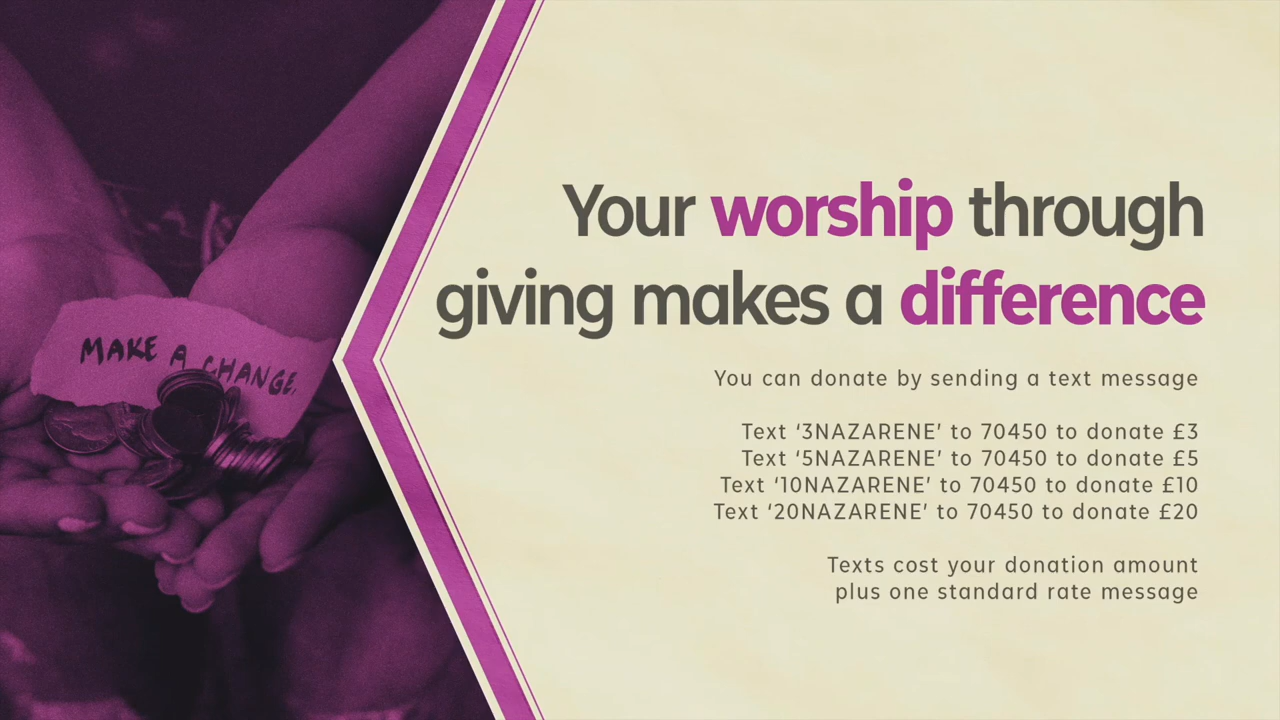 MAKE A CHANGE.
Your worship through
giving makes a difference
You can donate by sending a text message
Text ‘3NAZARENE’ to 70450 to donate £3
Text ‘5NAZARENE’ to 70450 to donate £5
Text ‘10NAZARENE’ to 70450 to donate £10
Text ‘20NAZARENE’ to 70450 to donate £20
Texts cost your donation amount
plus one standard rate message